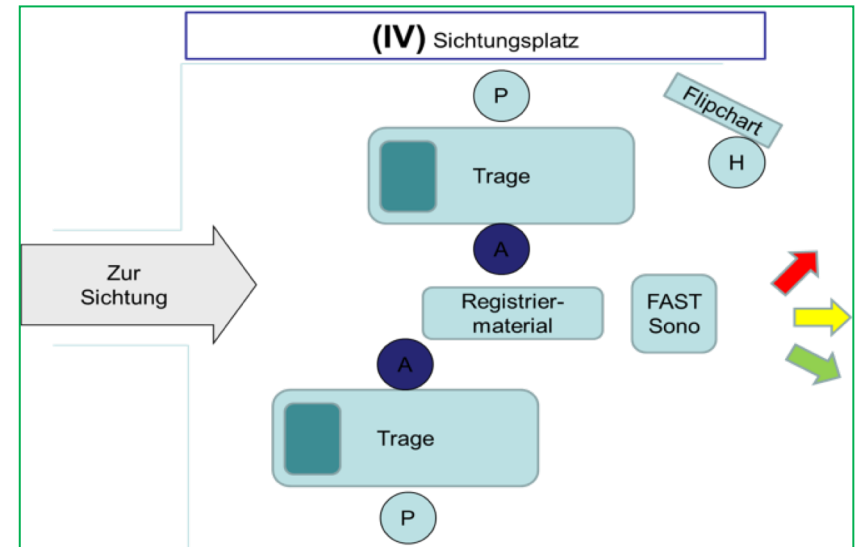 (IV) Sichtungsplatz
P
Flipchart
H
Trage
A
Zur
Sichtung
Registrier-
material
FAST
Sono
A
Trage
P